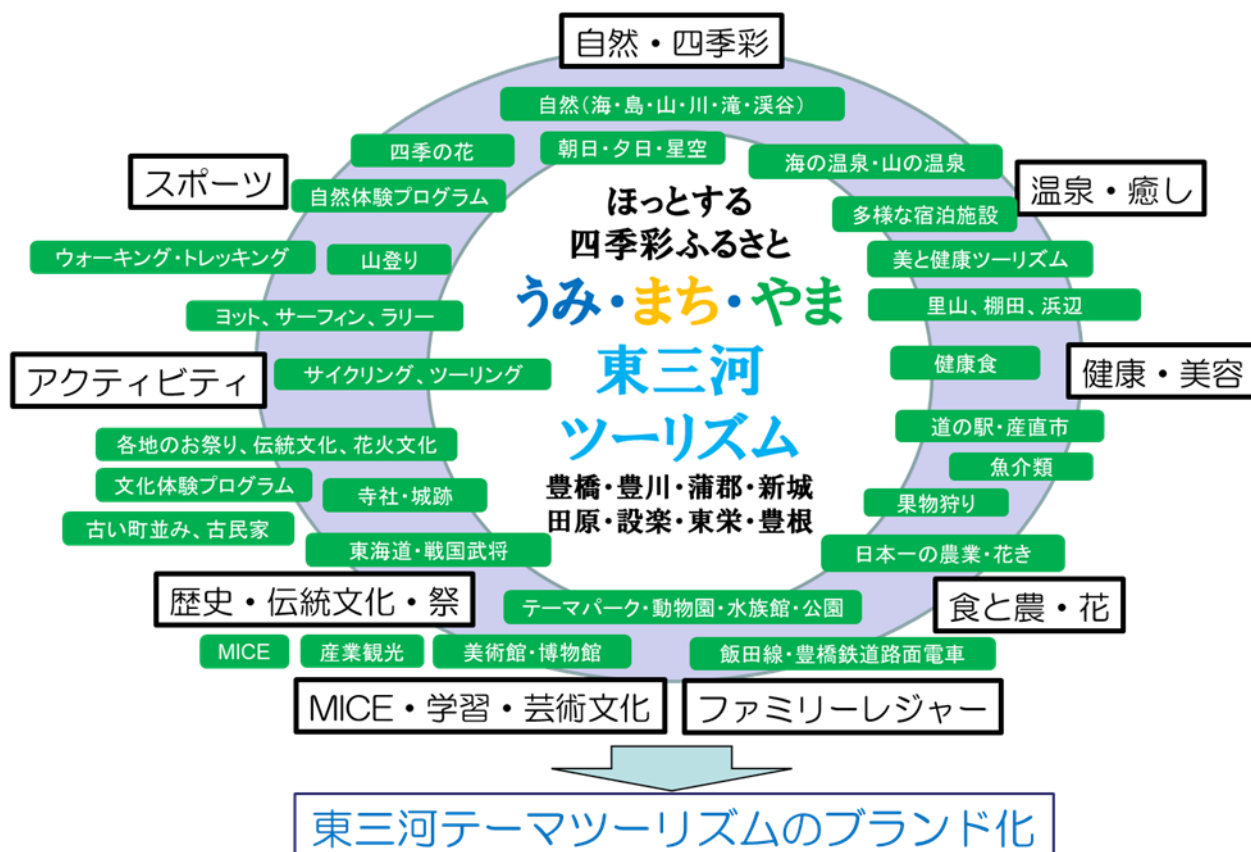 自然・四季彩
自然（海・島・山・川・滝・渓谷）
四季の花
朝日・夕日・星空
海の温泉・山の温泉
スポーツ
自然体験プログラム
温泉・癒し
多様な宿泊施設
ほっとする
四季彩ふるさと
うみ・まち・やま
東三河
ツーリズム
豊橋・豊川・蒲郡・新城
田原・設楽・東栄・豊根
ウォーキング・トレッキング
山登り
美と健康ツーリズム
ヨット、サーフィン、ラリー
里山、棚田、浜辺
アクティビティ
サイクリング、ツーリング
健康食
健康・美容
各地のお祭り、伝統文化、花火文化
道の駅・産直市
文化体験プログラム
寺社・城跡
魚介類
果物狩り
古い町並み、古民家
東海道・戦国武将
日本一の農業・花き
歴史・伝統文化・祭
テーマパーク・動物園・水族館・公園
食と農・花
MICE
産業観光
美術館・博物館
飯田線・豊橋鉄道路面電車
MICE・学習・芸術文化
ファミリーレジャー
東三河テーマツーリズムのブランド化